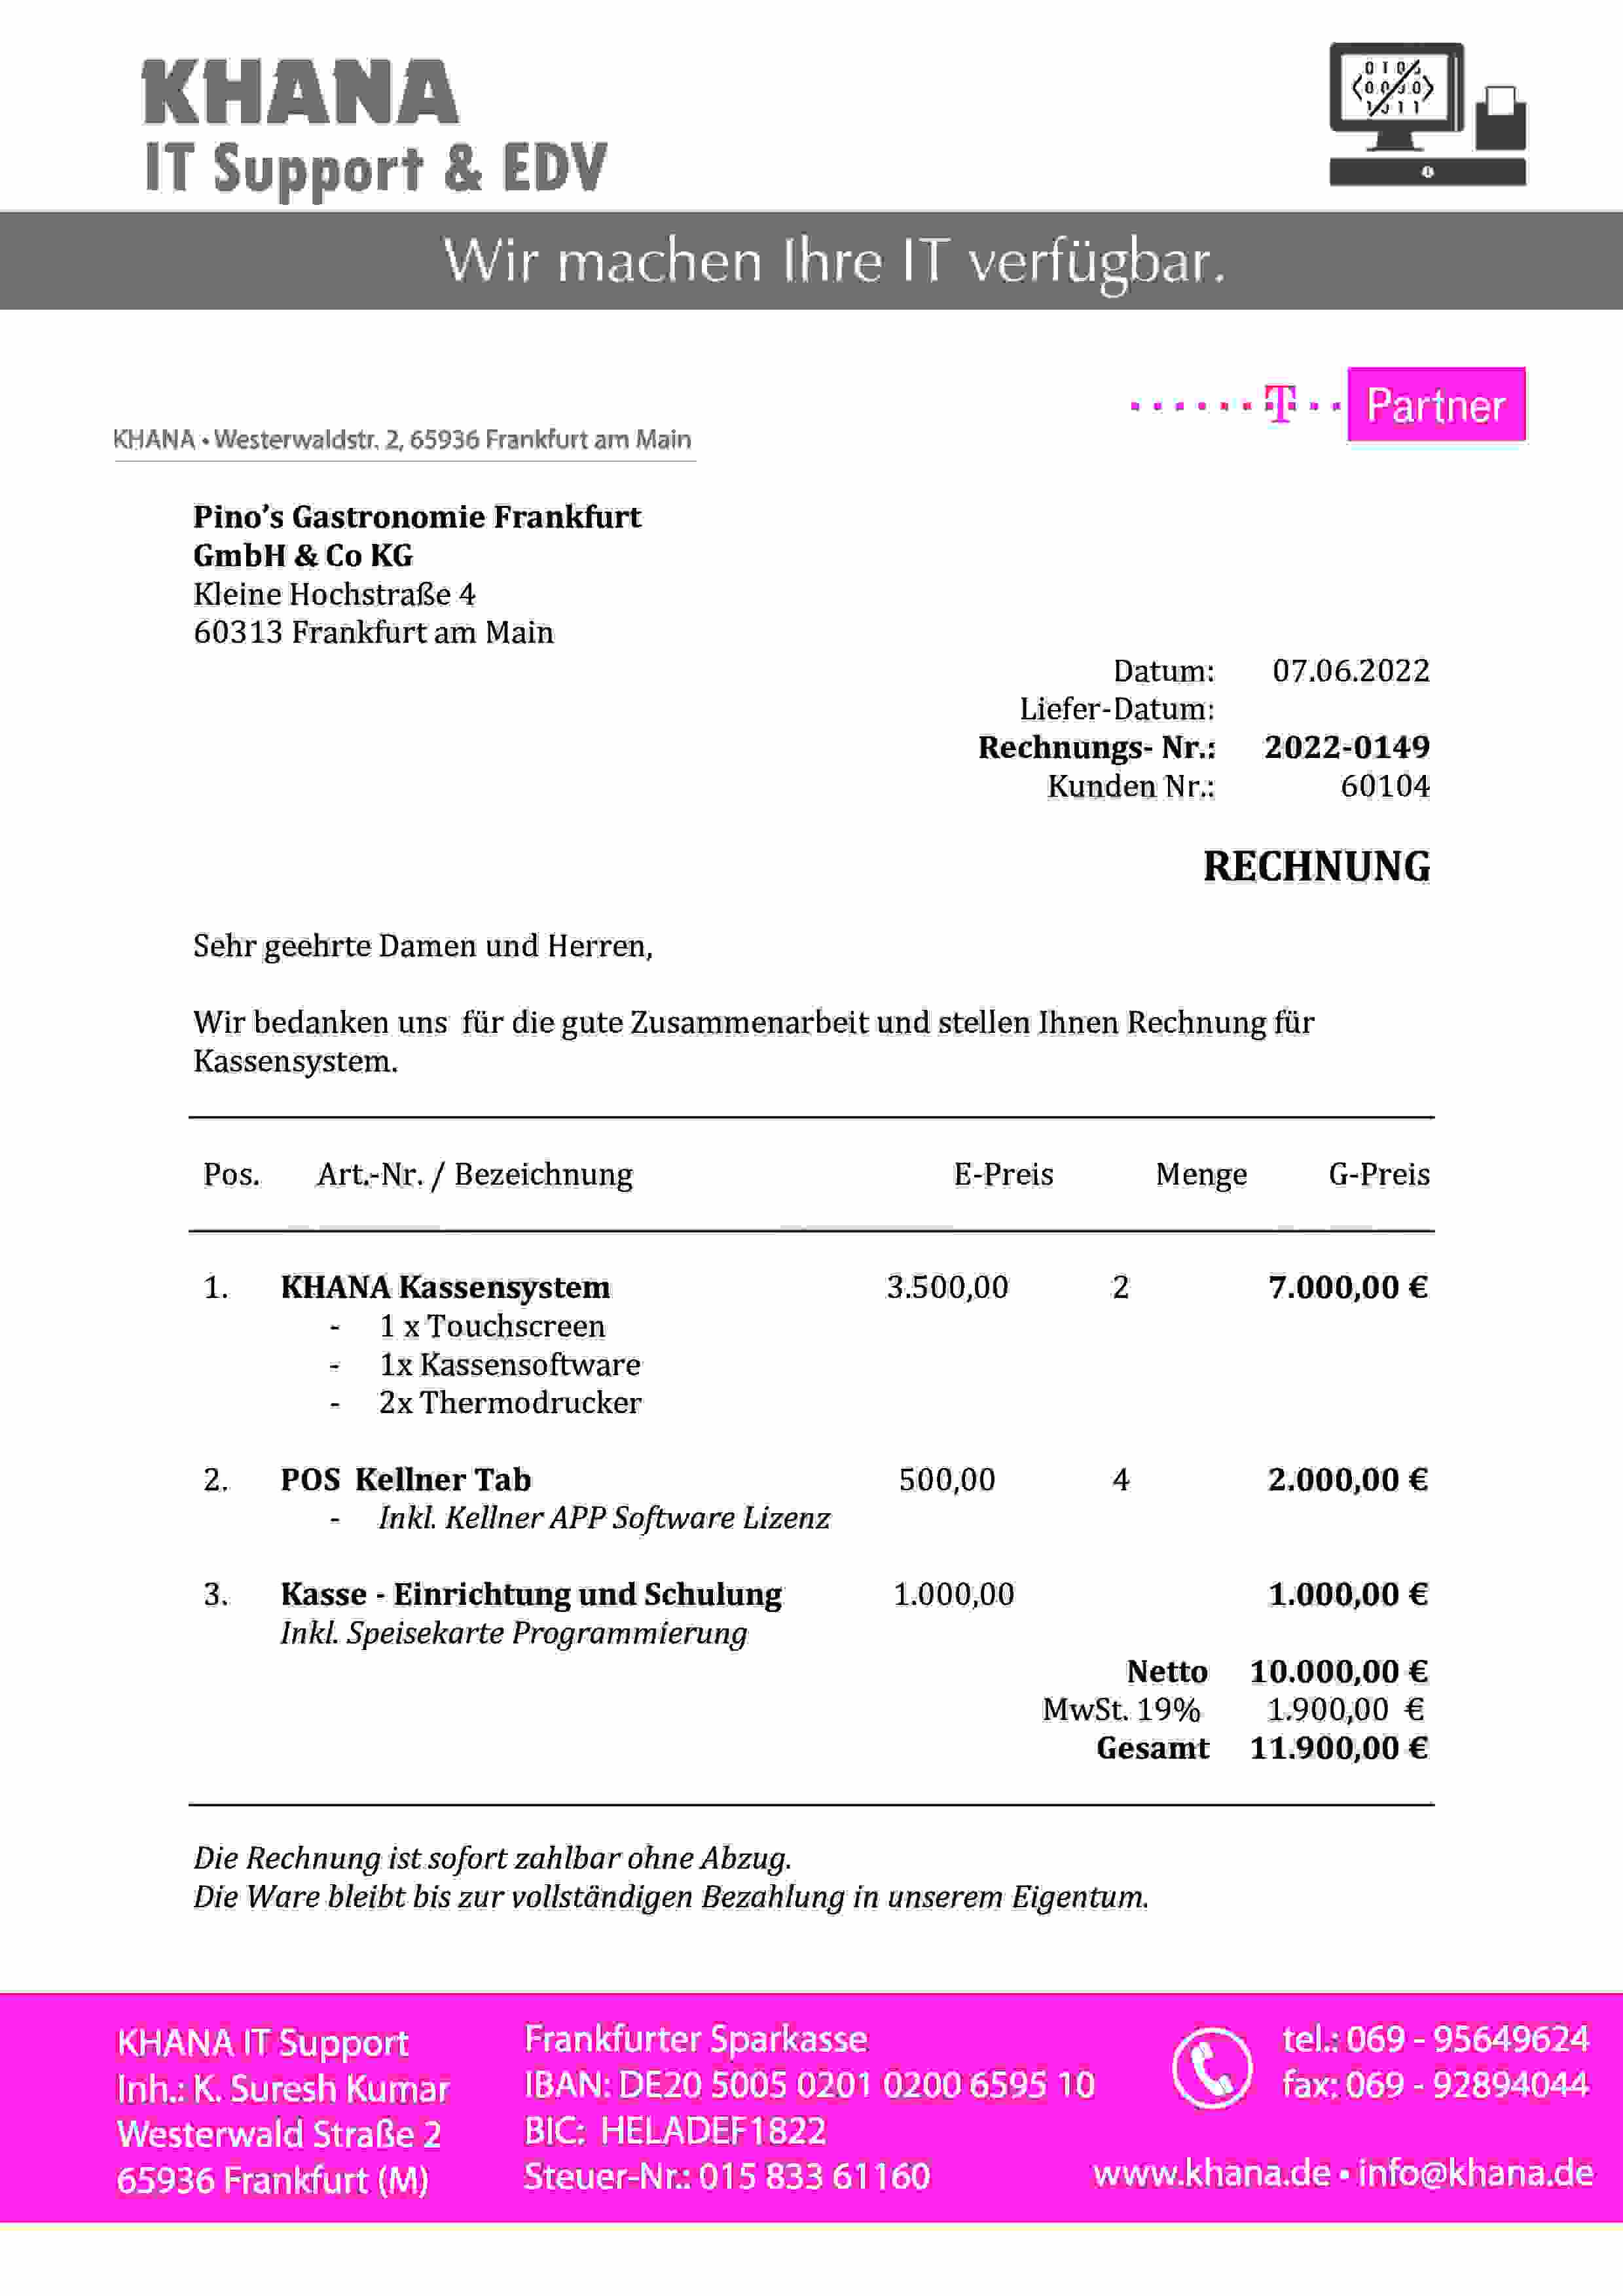 KHANA
IT Support & EDV
Wir machen Ihre IT verfügbar.
T Partner
KHANA • Westerwaldstr. 2, 65936 Frankfurt am Main
Pino's Gastronomie Frankfurt
GmbH & Co KG
Kleine Hochstraße 4
60313 Frankfurt am Main
Datum: 07.06.2022
Liefer-Datum:
Rechnungs- Nr.: 2022-0149
Kunden Nr.: 60104
RECHNUNG
Sehr geehrte Damen und Herren,
Wir bedanken uns für die gute Zusammenarbeit und stellen Ihnen Rechnung für
Kassensystem.
Pos. Art.-Nr. / Bezeichnung E-Preis Menge G-Preis
1. KHANA Kassensystem 3.500,00 2 7.000,00 €
- 1 x Touchscreen
- 1x Kassensoftware
- 2x Thermodrucker
2. POS Kellner Tab 500,00 4 2.000,00 €
- Inkl. Kellner APP Software Lizenz
3. Kasse - Einrichtung und Schulung 1.000,00 1.000,00 €
Inkl. Speisekarte Programmierung
Netto 10.000,00 €
MwSt. 19% 1.900,00 €
Gesamt 11.900,00 €
Die Rechnung ist sofort zahlbar ohne Abzug.
Die Ware bleibt bis zur vollständigen Bezahlung in unserem Eigentum.
KHANA IT Support
Inh.: K. Suresh Kumar
Westerwald Straße 2
65936 Frankfurt (M)
Frankfurter Sparkasse
IBAN: DE20 5005 0201 0200 6595 10
BIC: HELADEF1822
Steuer-Nr.: 015 833 61160
tel.: 069 - 95649624
fax: 069 - 92894044
www.khana.de • info@khana.de